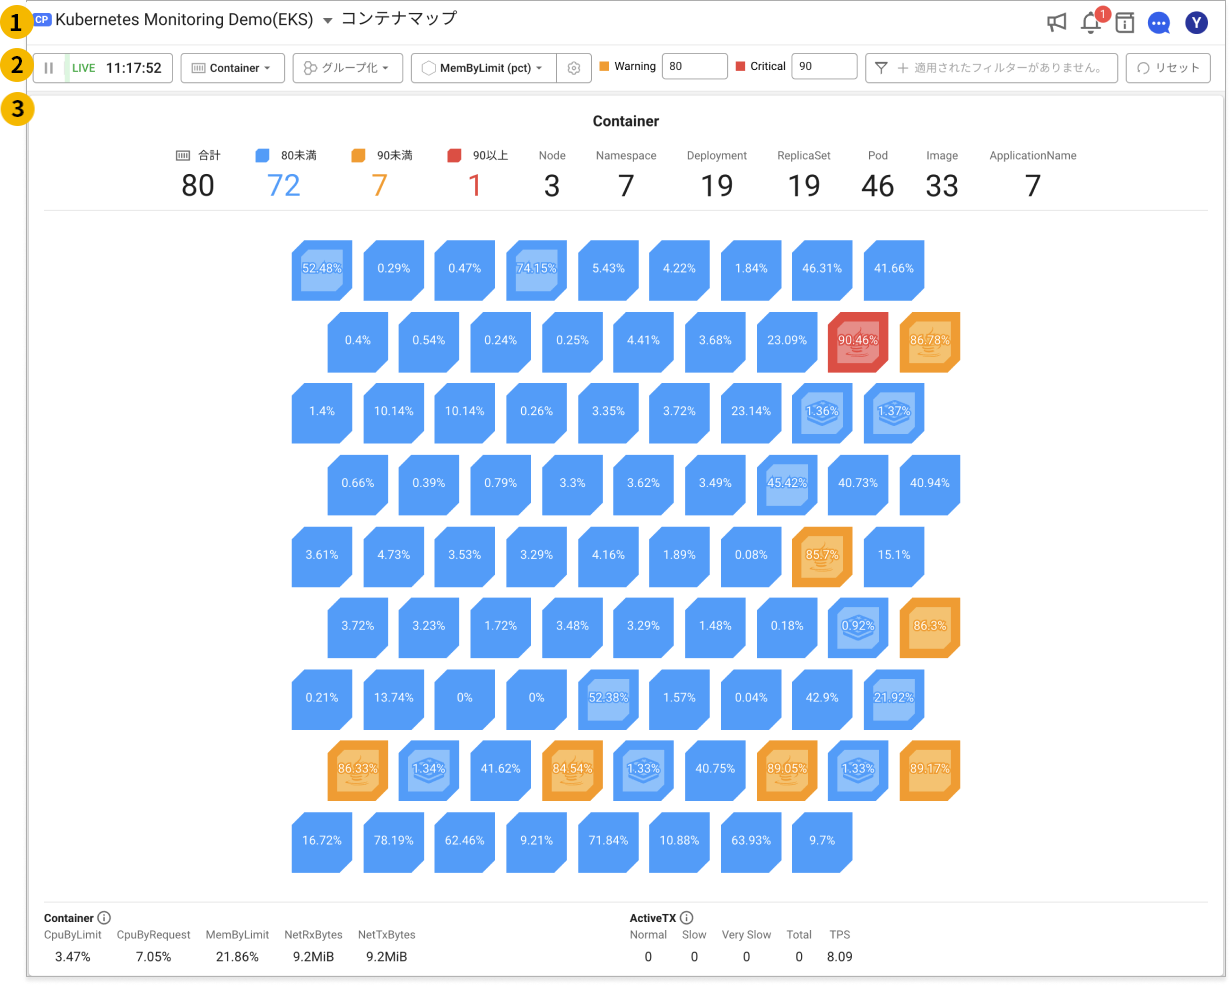 1 CP Kubernetes Monitoring Demo(EKS) コンテナマップ 1 Y
2 LIVE 11:17:52 Container グループ化 MemByLimit (pct) Warning 80 Critical 90 適用されたフィルターがありません。 リセット
3
Container
合計 80未満 90未満 90以上 Node Namespace Deployment ReplicaSet Pod Image ApplicationName
80 72 7 1 3 7 19 19 46 33 7
52.48% 0.29% 0.47% 74.15% 5.43% 4.22% 1.84% 46.31% 41.66%
0.4% 0.54% 0.24% 0.25% 4.41% 3.68% 23.09% 90.46% 86.78%
1.4% 10.14% 10.14% 0.26% 3.35% 3.72% 23.14% 1.36% 1.37%
0.66% 0.39% 0.79% 3.3% 3.62% 3.49% 45.42% 40.73% 40.94%
3.61% 4.73% 3.53% 3.29% 4.16% 1.89% 0.08% 85.7% 15.1%
3.72% 3.23% 1.72% 3.48% 3.29% 1.48% 0.18% 0.92% 86.3%
0.21% 13.74% 0% 0% 52.38% 1.57% 0.04% 42.9% 21.92%
86.33% 1.34% 41.62% 84.54% 1.33% 40.75% 89.05% 1.33% 89.17%
16.72% 78.19% 62.46% 9.21% 71.84% 10.88% 63.93% 9.7%
Container ActiveTX
CpuByLimit CpuByRequest MemByLimit NetRxBytes NetTxBytes Normal Slow Very Slow Total TPS
3.47% 7.05% 21.86% 9.2MiB 9.2MiB 0 0 0 0 8.09